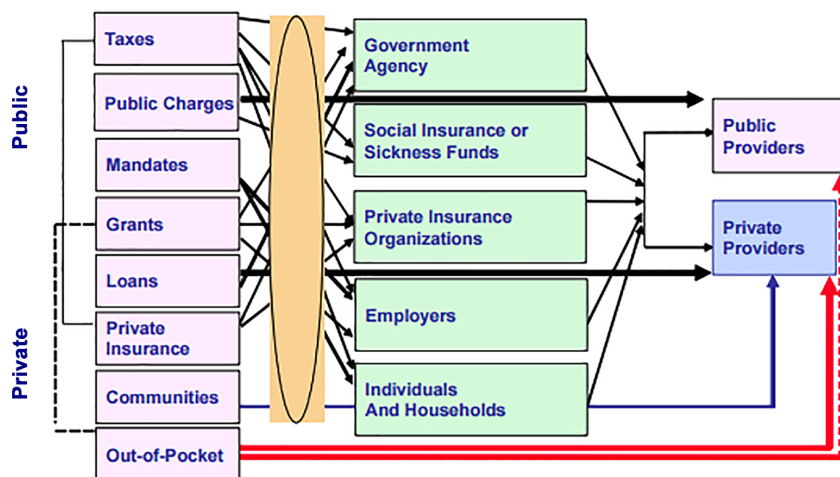 Public
Private
Taxes
Public Charges
Mandates
Grants
Loans
Private
Insurance
Communities
Out-of-Pocket
Government
Agency
Social Insurance or
Sickness Funds
Private Insurance
Organizations
Employers
Individuals
And Households
Public
Providers
Private
Providers